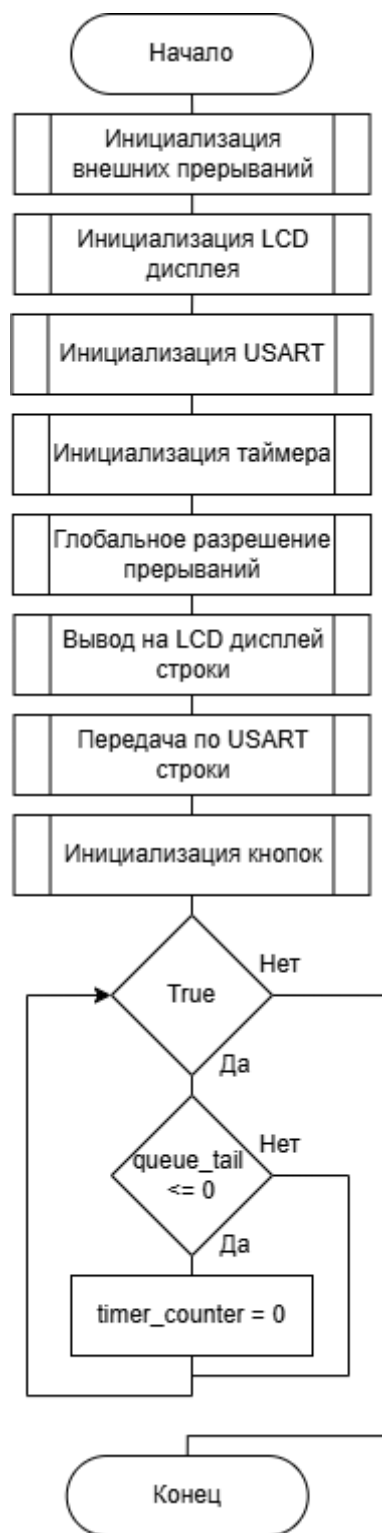 Начало
Инициализация
внешних прерываний
Инициализация LCD
дисплея
Инициализация USART
Инициализация таймера
Глобальное разрешение
прерываний
Вывод на LCD дисплей
строки
Передача по USART
строки
Инициализация кнопок
True
Нет
Да
queue_tail
<= 0
Нет
Да
timer_counter = 0
Конец